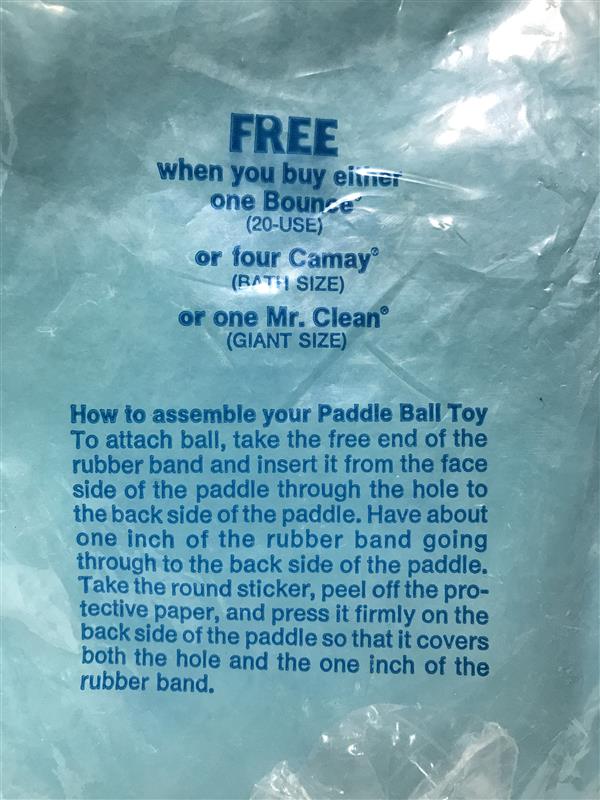 FREE
when you buy either
one Bounce®
(20-USE)
or four Camay®
(BATH SIZE)
or one Mr. Clean®
(GIANT SIZE)
How to assemble your Paddle Ball Toy
To attach ball, take the free end of the
rubber band and insert it from the face
side of the paddle through the hole to
the back side of the paddle. Have about
one inch of the rubber band going
through to the back side of the paddle.
Take the round sticker, peel off the pro-
tective paper, and press it firmly on the
back side of the paddle so that it covers
both the hole and the one inch of the
rubber band.